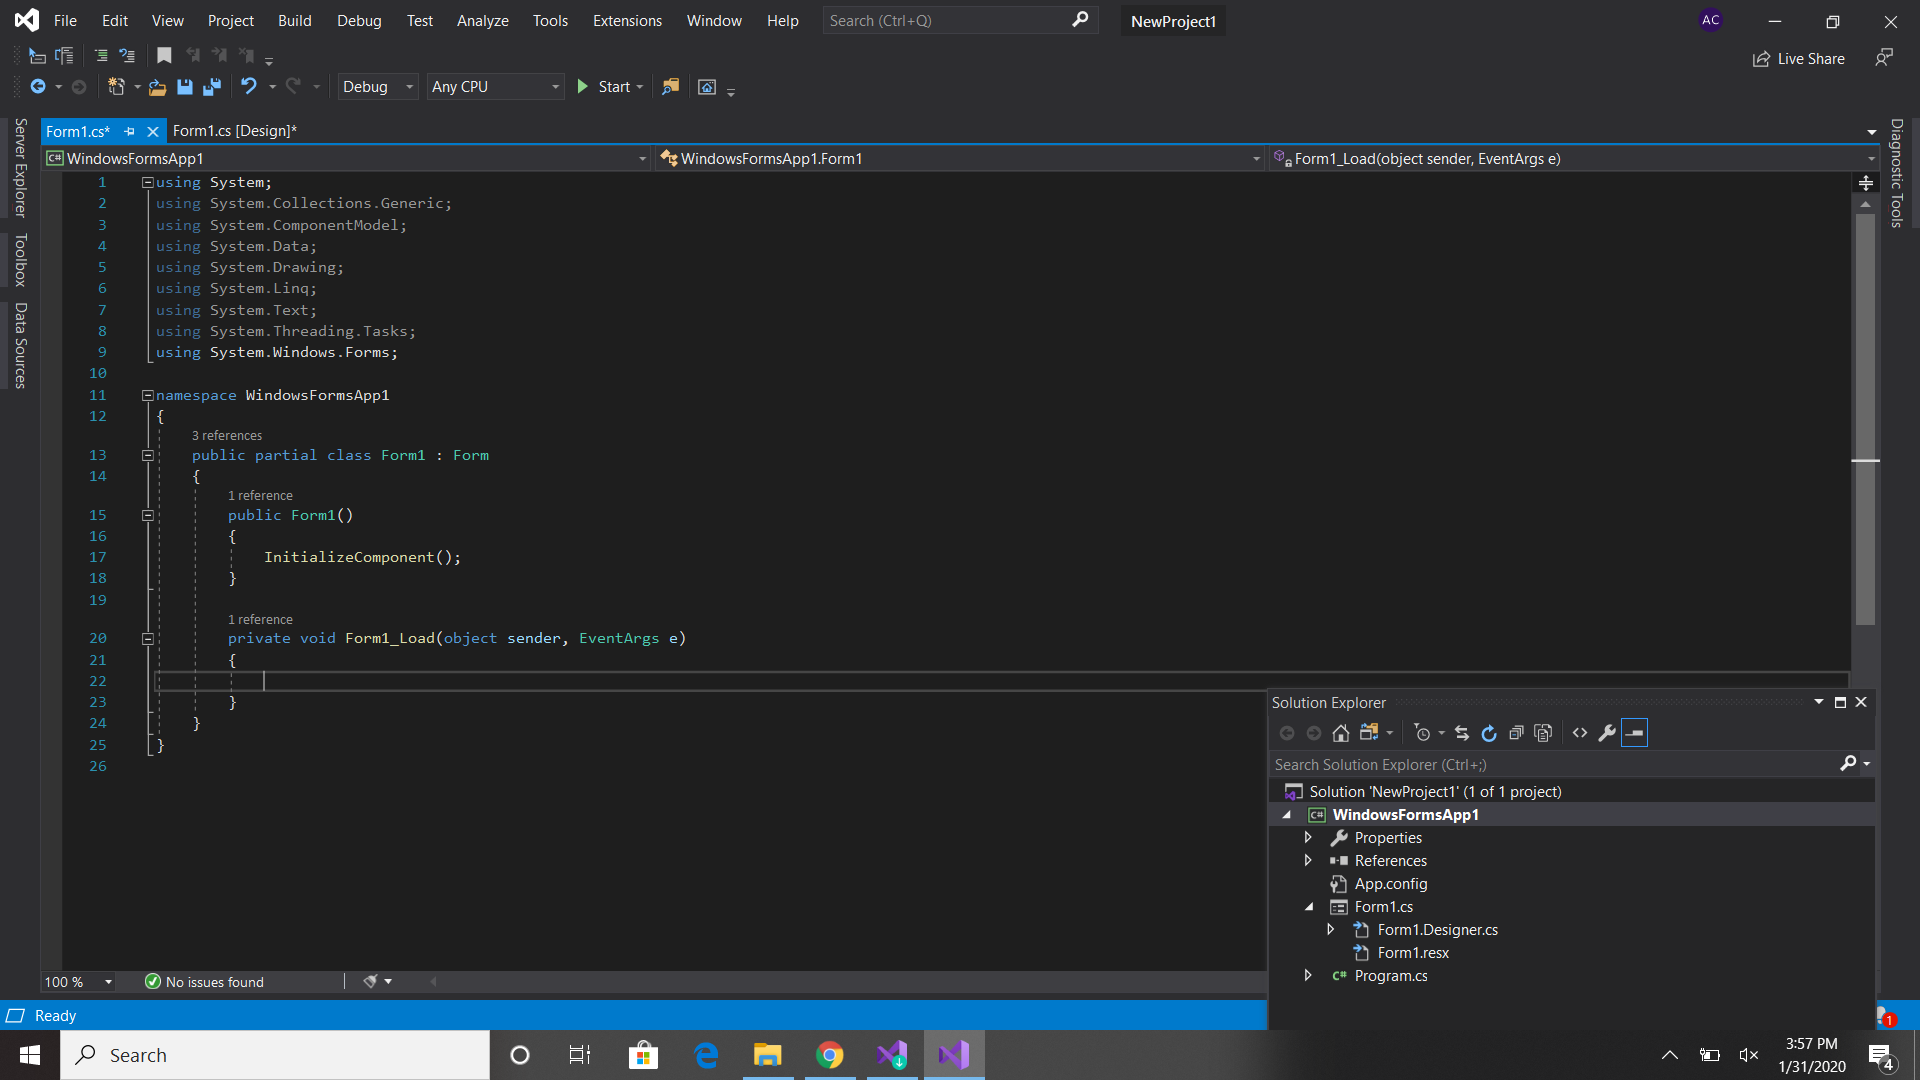 File Edit View Project Build Debug Test Analyze Tools Extensions Window Help Search (Ctrl+Q) NewProject1 AC
Live Share
Debug Any CPU Start
Form1.cs* Form1.cs [Design]*
WindowsFormsApp1 WindowsFormsApp1.Form1 Form1_Load(object sender, EventArgs e)
Server Explorer
Toolbox
Data Sources
Diagnostic Tools
1 using System;
2 using System.Collections.Generic;
3 using System.ComponentModel;
4 using System.Data;
5 using System.Drawing;
6 using System.Linq;
7 using System.Text;
8 using System.Threading.Tasks;
9 using System.Windows.Forms;
10
11 namespace WindowsFormsApp1
12 {
3 references
13 public partial class Form1 : Form
14 {
1 reference
15 public Form1()
16 {
17 InitializeComponent();
18 }
19
1 reference
20 private void Form1_Load(object sender, EventArgs e)
21 {
22
23 }
24 }
25 }
26
Solution Explorer
Search Solution Explorer (Ctrl+;)
Solution 'NewProject1' (1 of 1 project)
C# WindowsFormsApp1
Properties
References
App.config
Form1.cs
Form1.Designer.cs
Form1.resx
C# Program.cs
100 % No issues found
Ready 1
Search
3:57 PM
1/31/2020
4